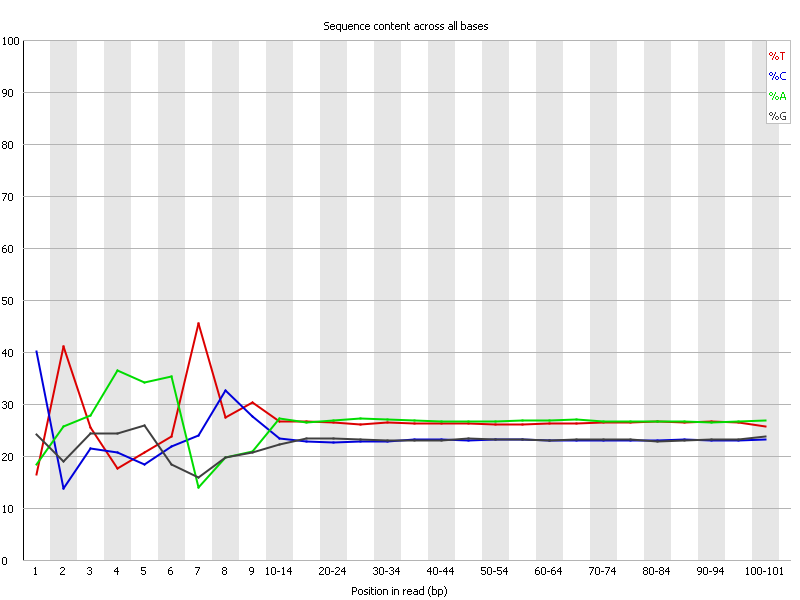 Sequence content across all bases
100
90
80
70
60
50
40
30
20
10
0
%T
%C
%A
%G
1 2 3 4 5 6 7 8 9 10-14 20-24 30-34 40-44 50-54 60-64 70-74 80-84 90-94 100-101
Position in read (bp)